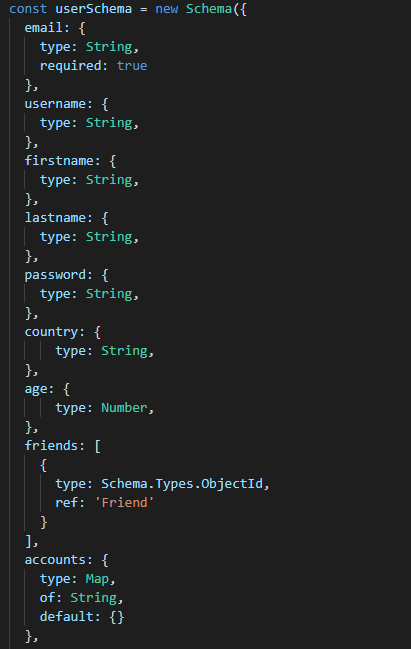 const userSchema = new Schema({
  email: {
    type: String,
    required: true
  },
  username: {
    type: String,
  },
  firstname: {
    type: String,
  },
  lastname: {
    type: String,
  },
  password: {
    type: String,
  },
  country: {
      type: String,
  },
  age: {
      type: Number,
  },
  friends: [
    {
      type: Schema.Types.ObjectId,
      ref: 'Friend'
    }
  ],
  accounts: {
    type: Map,
    of: String,
    default: {}
  },